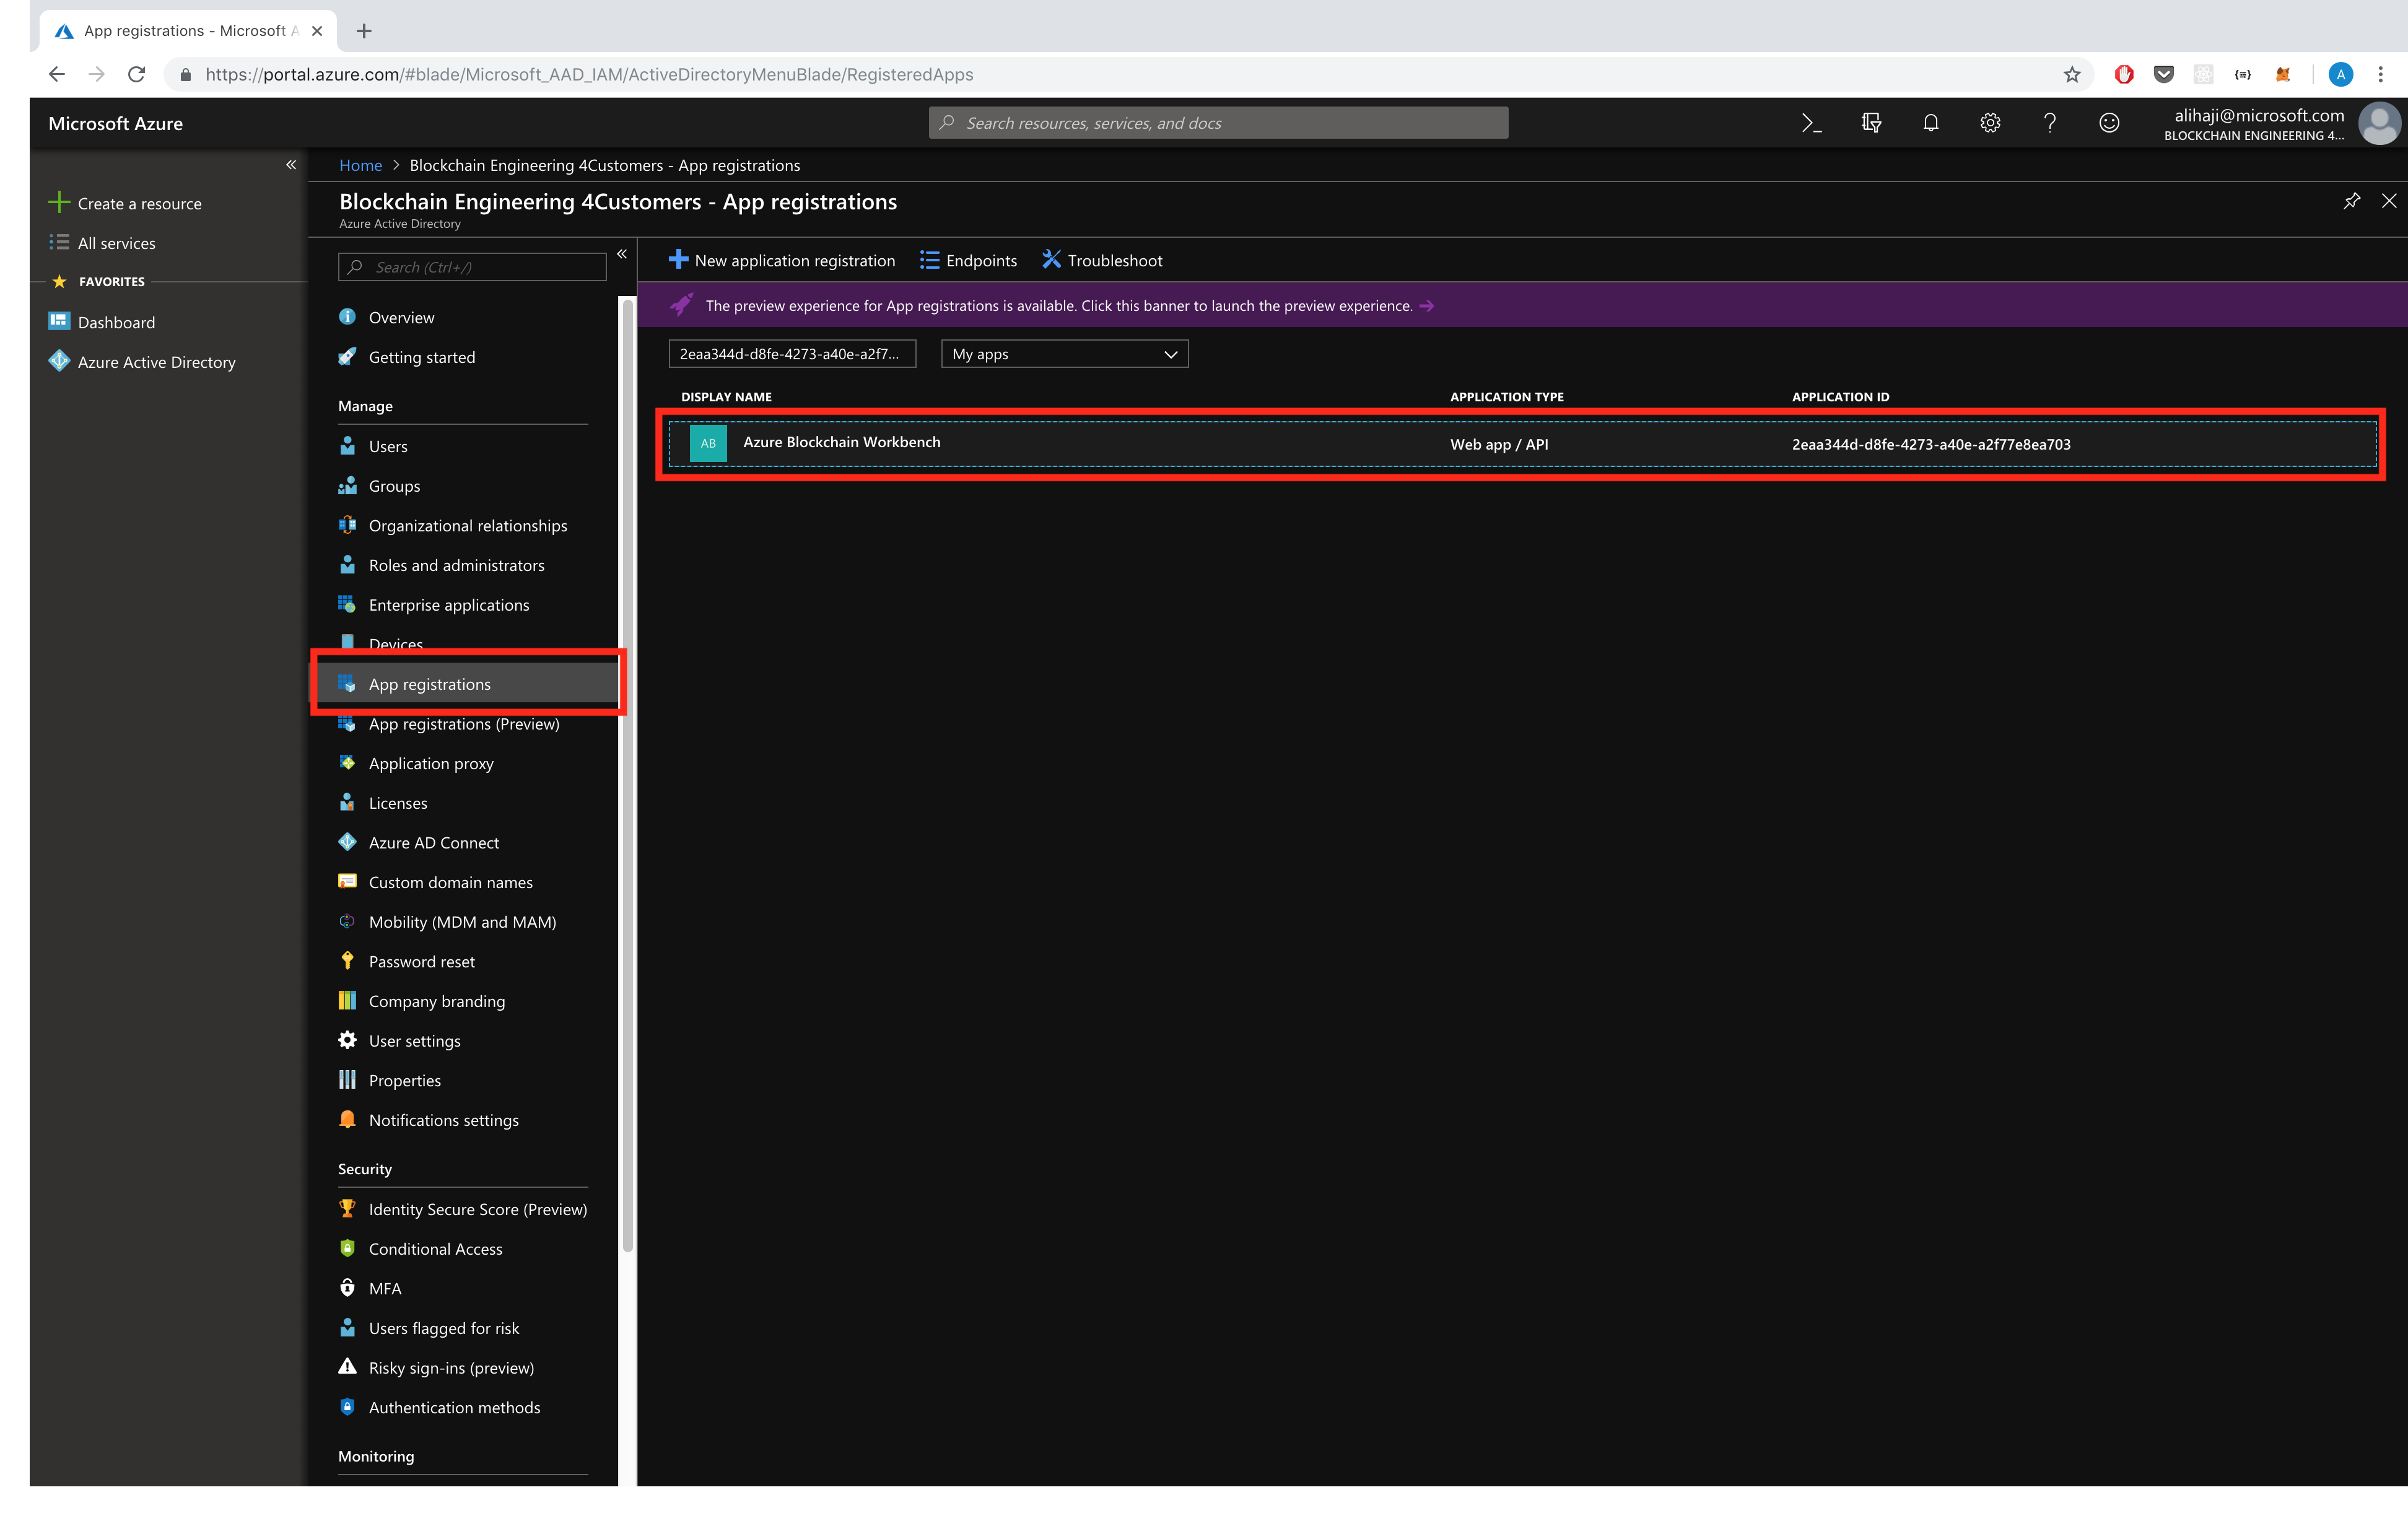 App registrations - Microsoft A
https://portal.azure.com/#blade/Microsoft_AAD_IAM/ActiveDirectoryMenuBlade/RegisteredApps
A
Microsoft Azure
Search resources, services, and docs
alihaji@microsoft.com
BLOCKCHAIN ENGINEERING 4...
Create a resource
All services
FAVORITES
Dashboard
Azure Active Directory
Home > Blockchain Engineering 4Customers - App registrations
Blockchain Engineering 4Customers - App registrations
Azure Active Directory
Search (Ctrl+/)
Overview
Getting started
Manage
Users
Groups
Organizational relationships
Roles and administrators
Enterprise applications
Devices
App registrations
App registrations (Preview)
Application proxy
Licenses
Azure AD Connect
Custom domain names
Mobility (MDM and MAM)
Password reset
Company branding
User settings
Properties
Notifications settings
Security
Identity Secure Score (Preview)
Conditional Access
MFA
Users flagged for risk
Risky sign-ins (preview)
Authentication methods
Monitoring
New application registration Endpoints Troubleshoot
The preview experience for App registrations is available. Click this banner to launch the preview experience.
2eaa344d-d8fe-4273-a40e-a2f7... My apps
DISPLAY NAME APPLICATION TYPE APPLICATION ID
AB Azure Blockchain Workbench Web app / API 2eaa344d-d8fe-4273-a40e-a2f77e8ea703